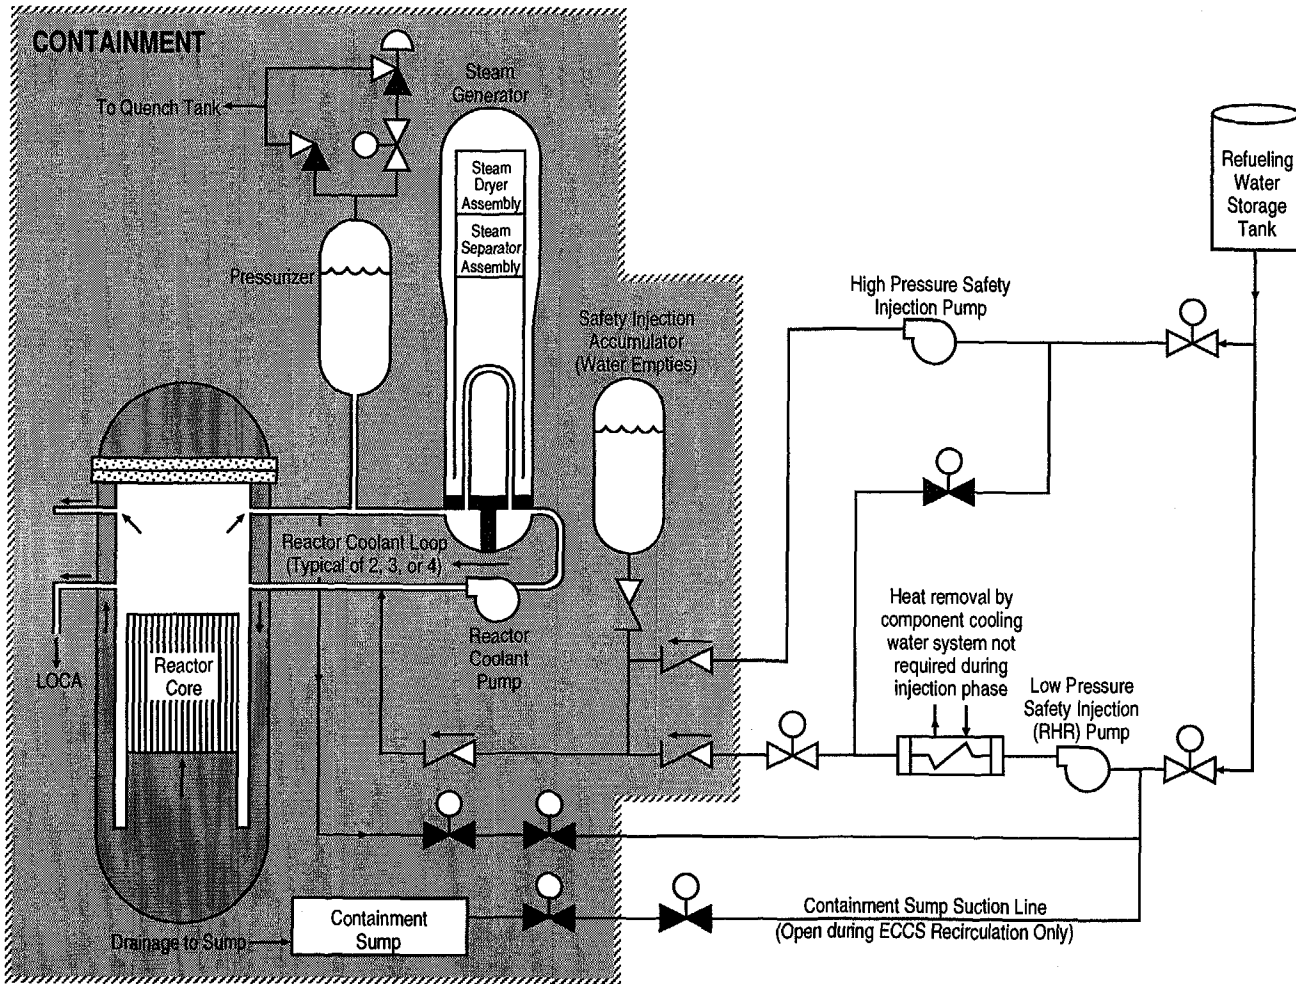 CONTAINMENT
To Quench Tank
Steam
Generator
Steam
Dryer
Assembly
Steam
Separator
Assembly
Pressurizer
Safety Injection
Accumulator
(Water Empties)
High Pressure Safety
Injection Pump
Refueling
Water
Storage
Tank
Reactor Coolant Loop
(Typical of 2, 3, or 4)
Reactor
Coolant
Pump
Reactor
Core
LOCA
Heat removal by
component cooling
water system not
required during
injection phase
Low Pressure
Safety Injection
(RHR) Pump
Containment
Sump
Drainage to Sump
Containment Sump Suction Line
(Open during ECCS Recirculation Only)